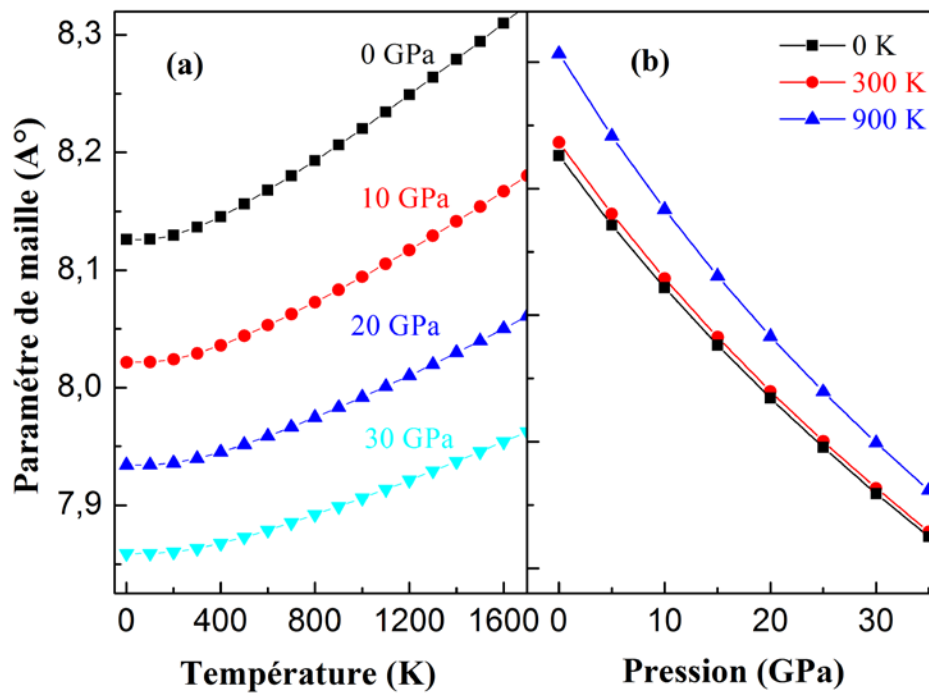 8,3
8,2
8,1
8,0
7,9
Paramétre de maille (A°)
(a)
0 GPa
10 GPa
20 GPa
30 GPa
0 400 800 1200 1600
Température (K)
(b)
0 K
300 K
900 K
0 10 20 30
Pression (GPa)